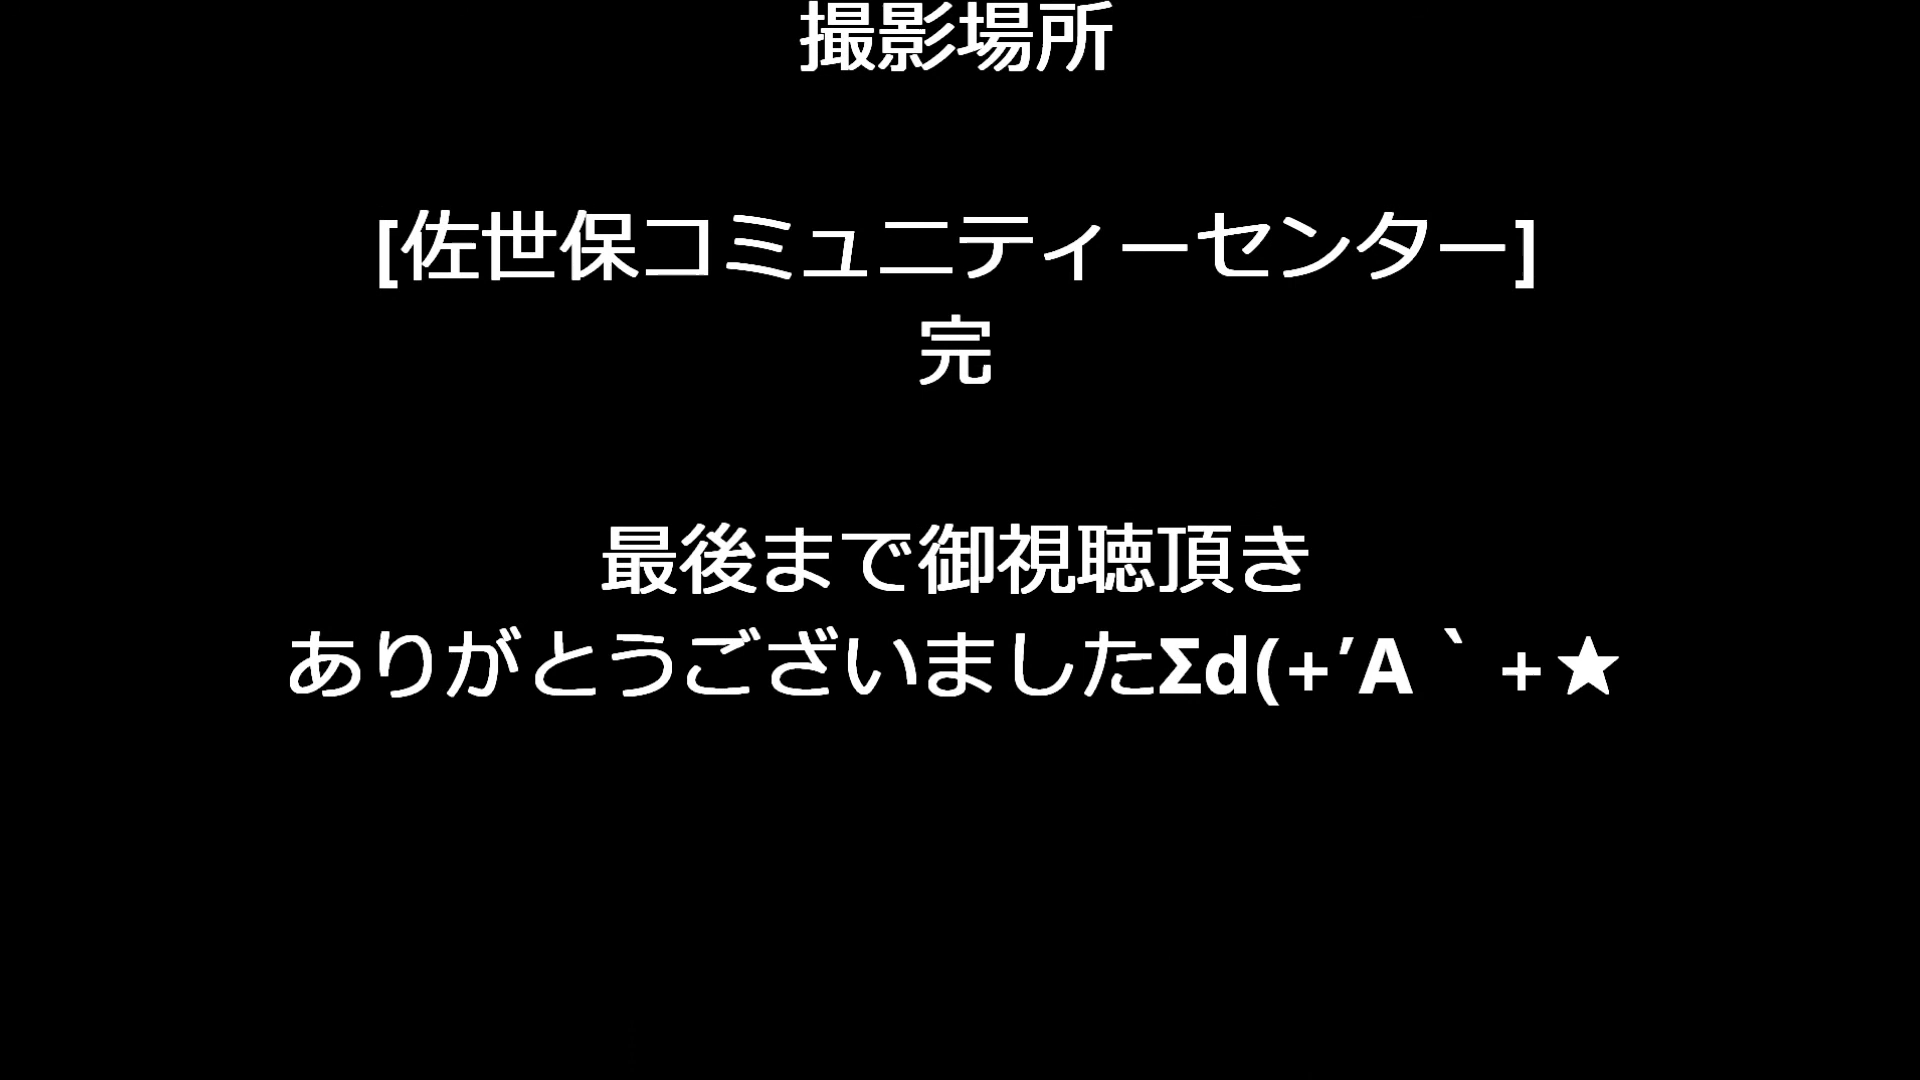 撮影場所
[佐世保コミュニティーセンター]
完
最後まで御視聴頂き
ありがとうございましたΣd(+′A｀+★